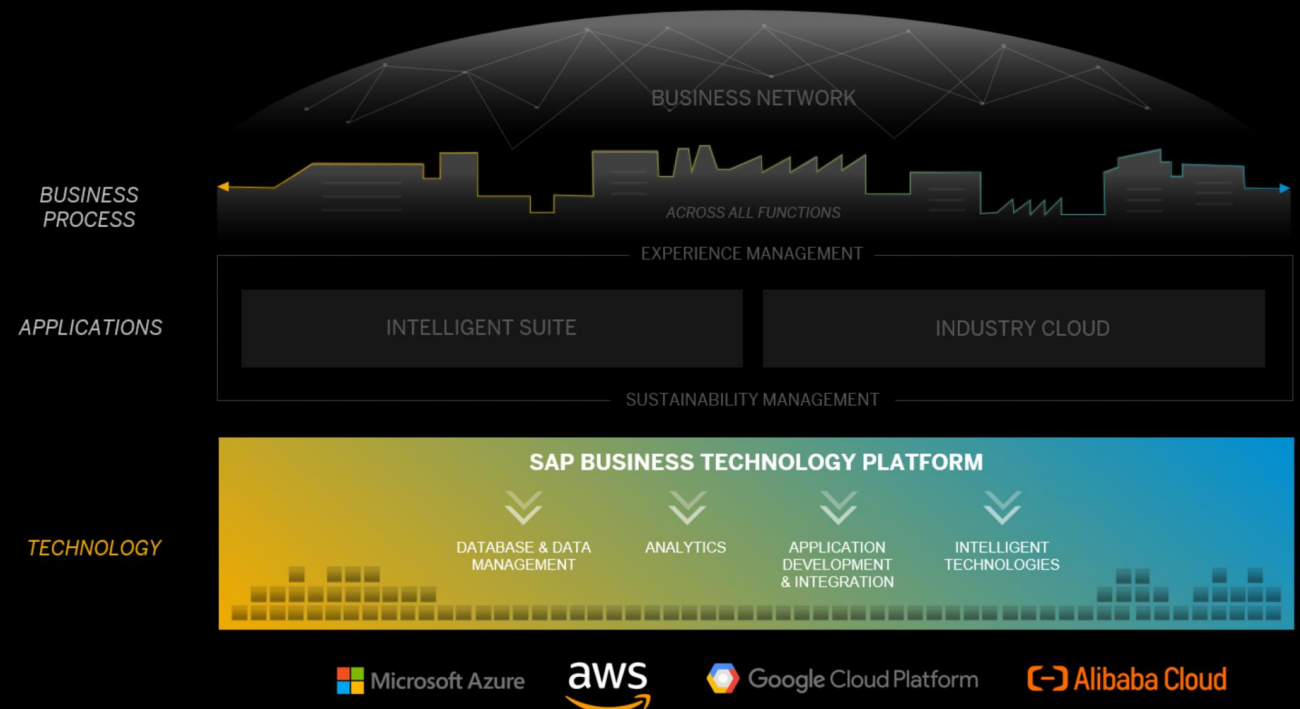 BUSINESS NETWORK
BUSINESS
PROCESS
ACROSS ALL FUNCTIONS
EXPERIENCE MANAGEMENT
APPLICATIONS
INTELLIGENT SUITE
INDUSTRY CLOUD
SUSTAINABILITY MANAGEMENT
SAP BUSINESS TECHNOLOGY PLATFORM
TECHNOLOGY
DATABASE & DATA
MANAGEMENT
ANALYTICS
APPLICATION
DEVELOPMENT
& INTEGRATION
INTELLIGENT
TECHNOLOGIES
Microsoft Azure
aws
Google Cloud Platform
Alibaba Cloud